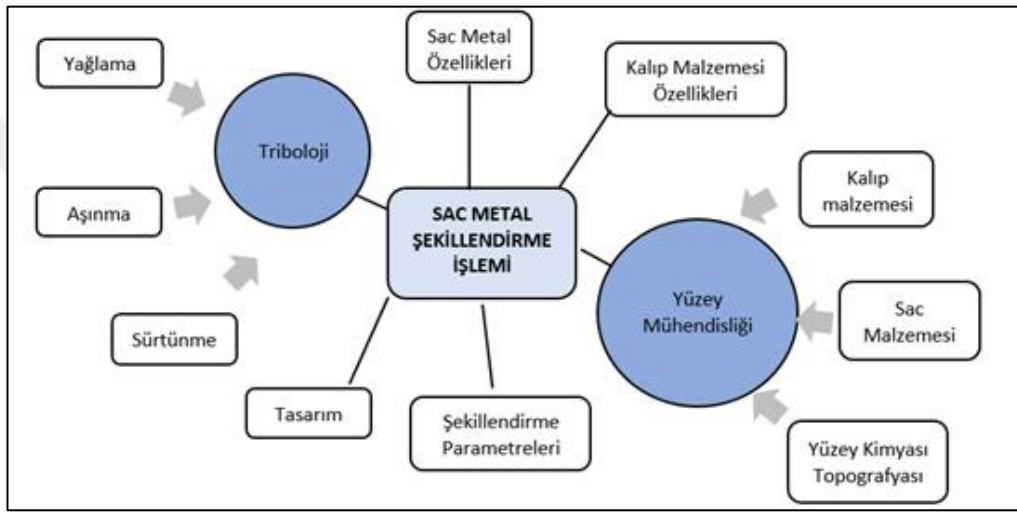 Yağlama
Sac Metal
Özellikleri
Kalıp Malzemesi
Özellikleri
Triboloji
Kalıp
malzemesi
Aşınma
SAC METAL
ŞEKİLLENDİRME
İŞLEMİ
Yüzey
Mühendisliği
Sac
Malzemesi
Sürtünme
Tasarım
Şekillendirme
Parametreleri
Yüzey Kimyası
Topografyası